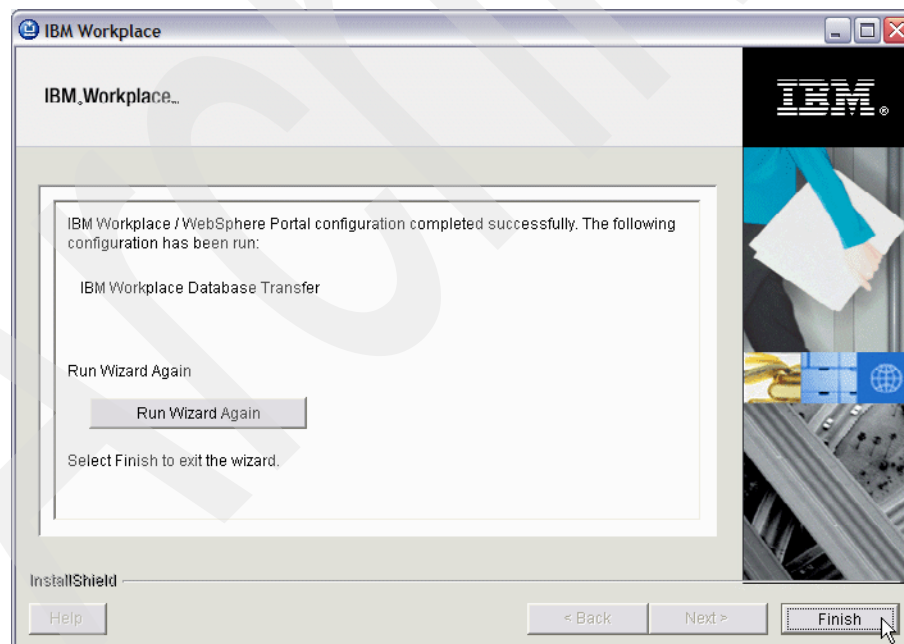 IBM Workplace
IBM Workplace
IBM
IBM Workplace / WebSphere Portal configuration completed successfully. The following
configuration has been run:
IBM Workplace Database Transfer
Run Wizard Again
Run Wizard Again
Select Finish to exit the wizard.
InstallShield
Help
< Back
Next >
Finish